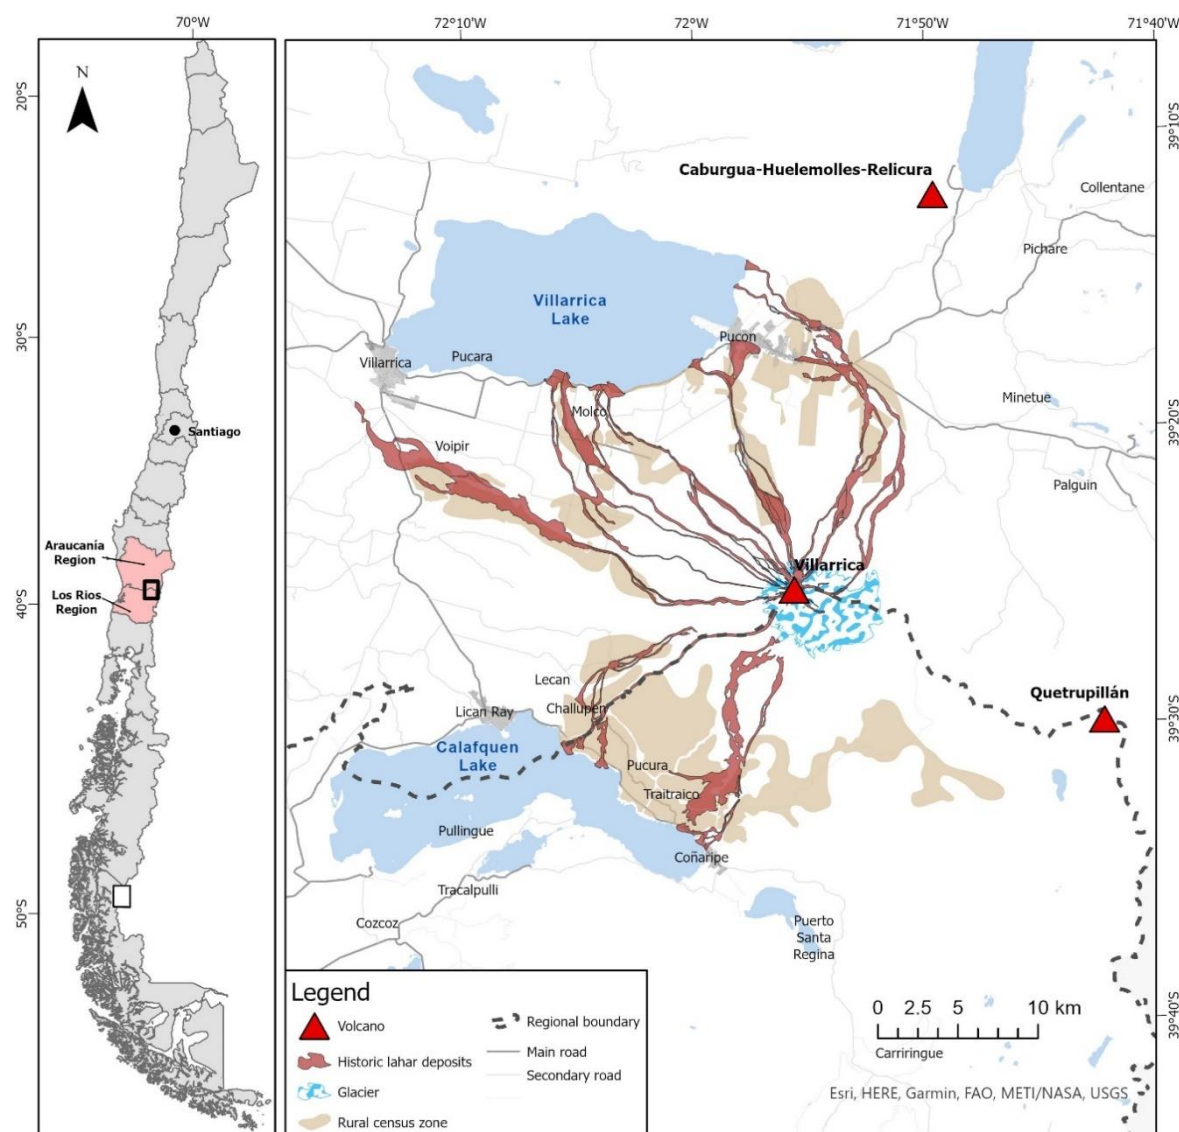 70°W
72°10'W
72°W
71°50'W
71°40'W
N
20°S
30°S
40°S
50°S
Santiago
Araucanía
Region
Los Rios
Region
39°10'S
39°20'S
39°30'S
39°40'S
Caburgua-Huelemolles-Relicura
Collentane
Pichare
Villarrica
Lake
Pucon
Villarrica
Pucara
Minetue
Molco
Voipir
Palguin
Villarrica
Lecan
Quetrupillán
Lican Ray
Challupen
Calafquen
Lake
Pucura
Traitraico
Pullingue
Coñaripe
Tracalpulli
Cozcoz
Puerto
Santa
Regina
Legend
Volcano
Historic lahar deposits
Glacier
Rural census zone
Regional boundary
Main road
Secondary road
0 2.5 5 10 km
Carriringue
Esri, HERE, Garmin, FAO, METI/NASA, USGS